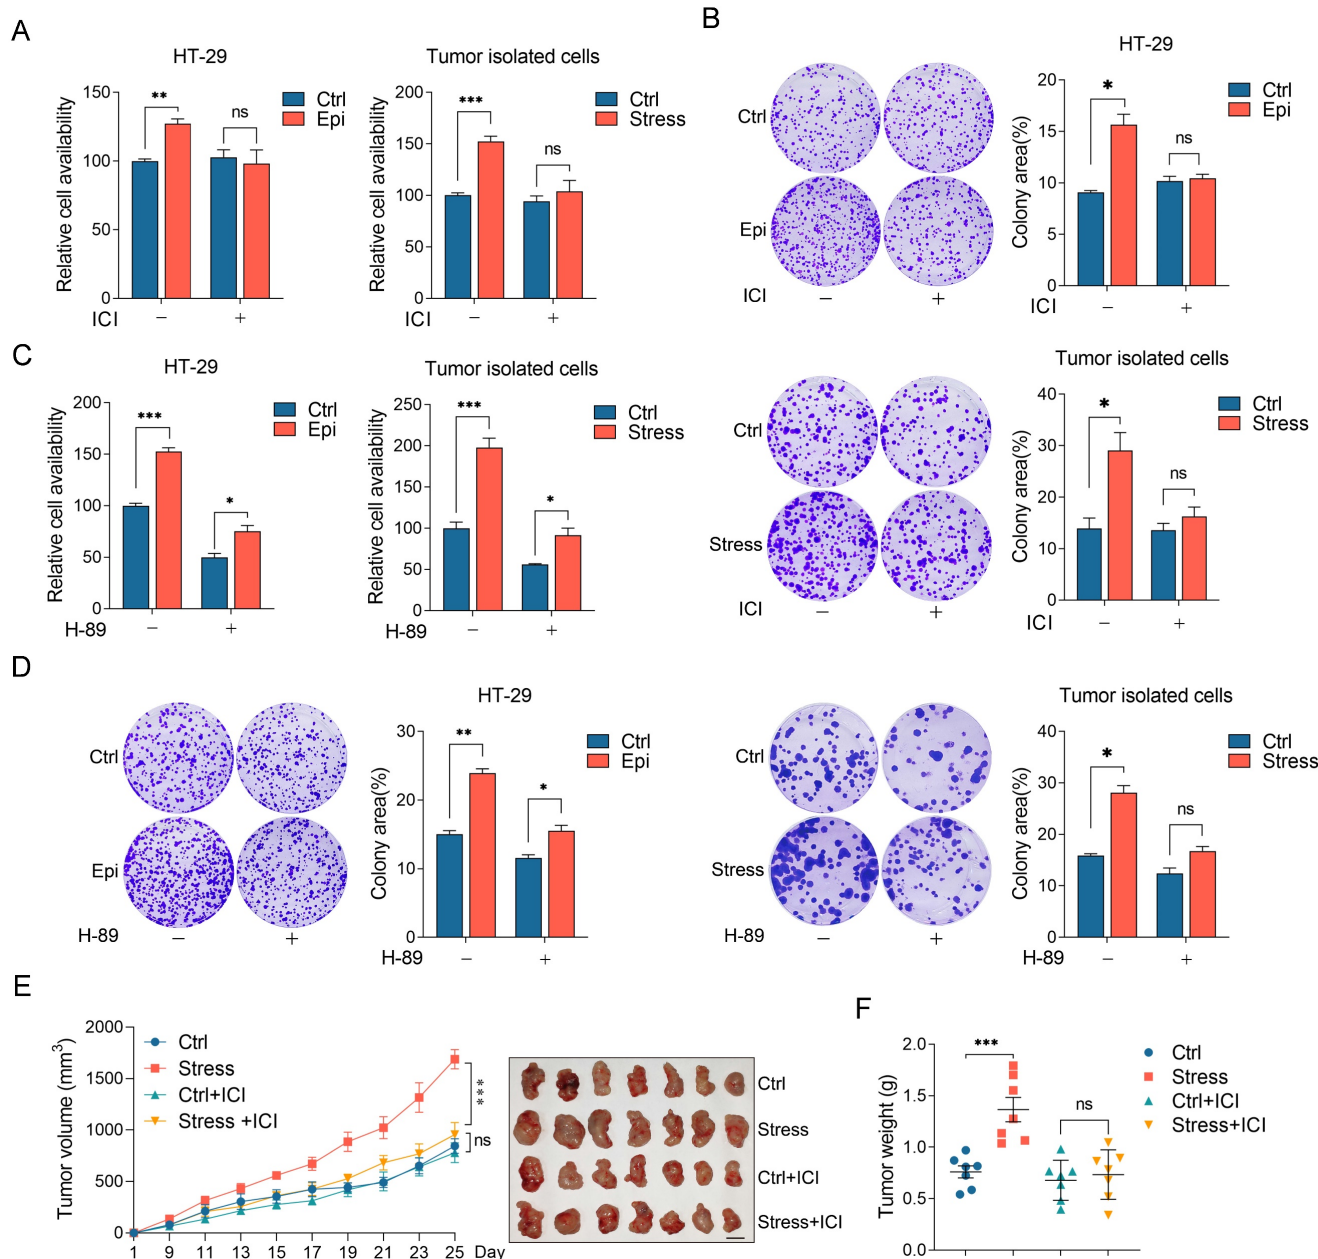 A
HT-29
Relative cell availability
150
100
50
0
**
ns
Ctrl
Epi
ICI
–
+
Tumor isolated cells
Relative cell availability
200
150
100
50
0
***
ns
Ctrl
Stress
–
+
B
Ctrl
Epi
ICI
–
+
HT-29
Colony area(%)
20
15
10
5
0
*
ns
Ctrl
Epi
–
+
ICI
Ctrl
Stress
ICI
–
+
Tumor isolated cells
Colony area(%)
40
30
20
10
0
*
ns
Ctrl
Stress
ICI
–
+
C
HT-29
Relative cell availability
200
150
100
50
0
***
*
Ctrl
Epi
H-89
–
+
Tumor isolated cells
Relative cell availability
250
200
150
100
50
0
***
*
Ctrl
Stress
H-89
–
+
D
Ctrl
Epi
H-89
–
+
HT-29
Colony area(%)
30
20
10
0
**
*
Ctrl
Epi
H-89
–
+
Ctrl
Stress
H-89
–
+
Tumor isolated cells
Colony area(%)
40
30
20
10
0
*
ns
Ctrl
Stress
H-89
–
+
E
Tumor volume (mm³)
2000
1500
1000
500
0
Ctrl
Stress
Ctrl+ICI
Stress +ICI
***
ns
1 9 11 13 15 17 19 21 23 25 Day
Ctrl
Stress
Ctrl+ICI
Stress+ICI
F
Tumor weight (g)
2.0
1.5
1.0
0.5
0.0
***
ns
Ctrl
Stress
Ctrl+ICI
Stress+ICI